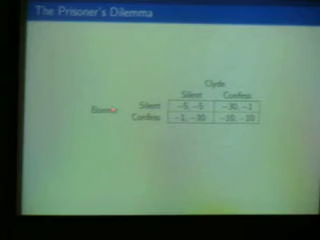 The Prisoner's Dilemma
Clyde
Silent Confess
Bonnie Silent -5, -5 -30, -1
Confess -1, -30 -10, -10